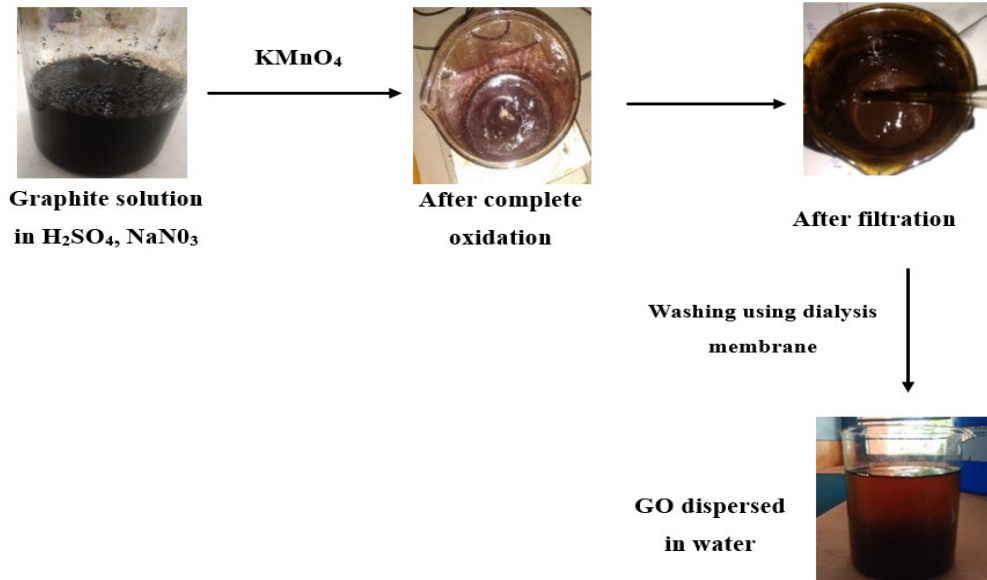 KMnO₄
Graphite solution
in H₂SO₄, NaN0₃
After complete
oxidation
After filtration
Washing using dialysis
membrane
GO dispersed
in water